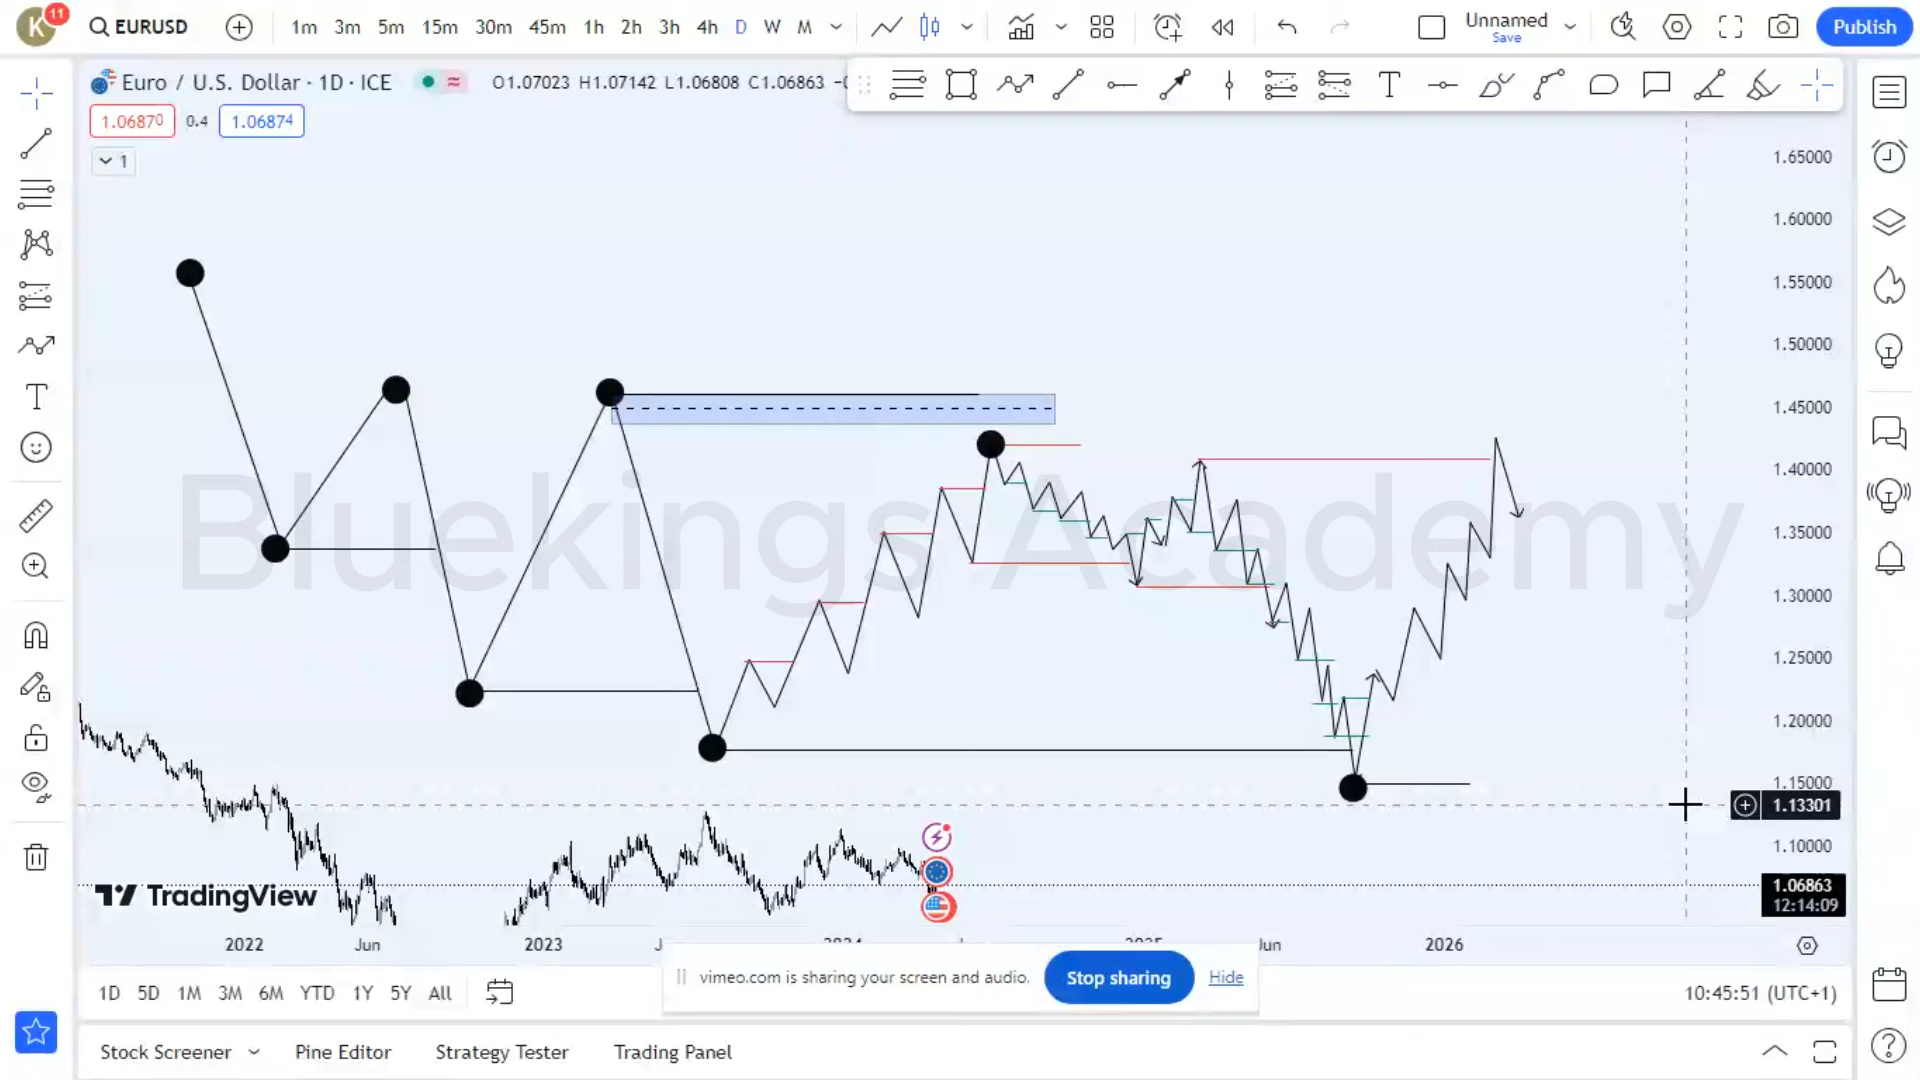 K 11 EURUSD 1m 3m 5m 15m 30m 45m 1h 2h 3h 4h D W M Unnamed Save Publish
Euro / U.S. Dollar · 1D · ICE O1.07023 H1.07142 L1.06808 C1.06863
1.06870 0.4 1.06874
1
1.65000
1.60000
1.55000
1.50000
1.45000
1.40000
1.35000
1.30000
1.25000
1.20000
1.15000
1.13301
1.10000
1.06863
12:14:09
Bluekings Academy
TradingView
2022 Jun 2023 2024 2025 Jun 2026
vimeo.com is sharing your screen and audio. Stop sharing Hide
1D 5D 1M 3M 6M YTD 1Y 5Y All 10:45:51 (UTC+1)
Stock Screener Pine Editor Strategy Tester Trading Panel